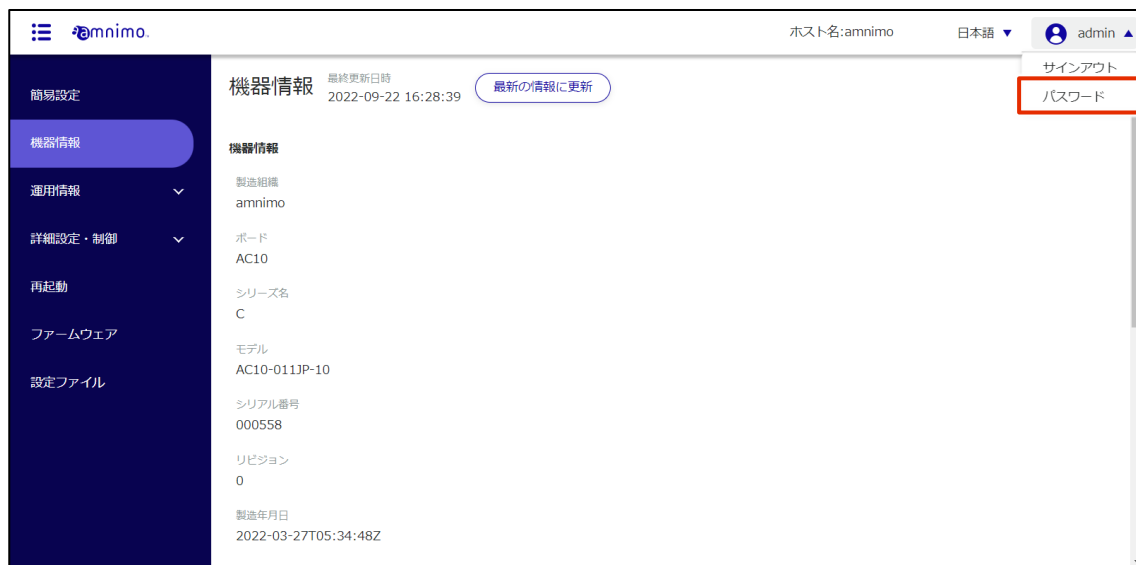 amnimo.
ホスト名:amnimo
日本語 ▼
admin ▲
サインアウト
パスワード
簡易設定
機器情報
運用情報
詳細設定・制御
再起動
ファームウェア
設定ファイル
機器情報
最終更新日時
2022-09-22 16:28:39
最新の情報に更新
機器情報
製造組織
amnimo
ボード
AC10
シリーズ名
C
モデル
AC10-011JP-10
シリアル番号
000558
リビジョン
0
製造年月日
2022-03-27T05:34:48Z